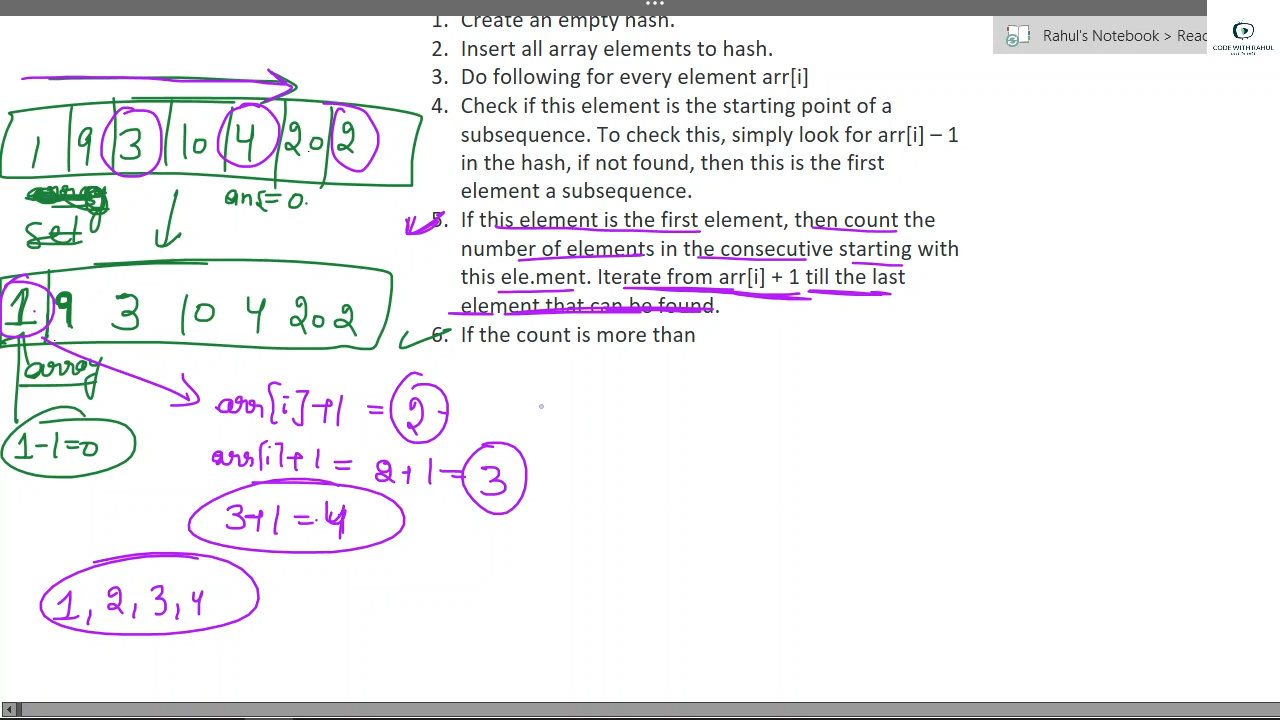 1. Create an empty hash.
2. Insert all array elements to hash.
3. Do following for every element arr[i]
4. Check if this element is the starting point of a
subsequence. To check this, simply look for arr[i] – 1
in the hash, if not found, then this is the first
element a subsequence.
5. If this element is the first element, then count the
number of elements in the consecutive starting with
this ele.ment. Iterate from arr[i] + 1 till the last
element that can be found.
6. If the count is more than
Rahul's Notebook > Reac
CODE WITH RAHUL
1 9 3 10 4 20 2
ans = 0.
set
1 9 3 10 4 20 2
array
1-1=0
arr[i]+1 = 2
arr[i]+1 = 2+1=3
3+1=4
1, 2, 3, 4